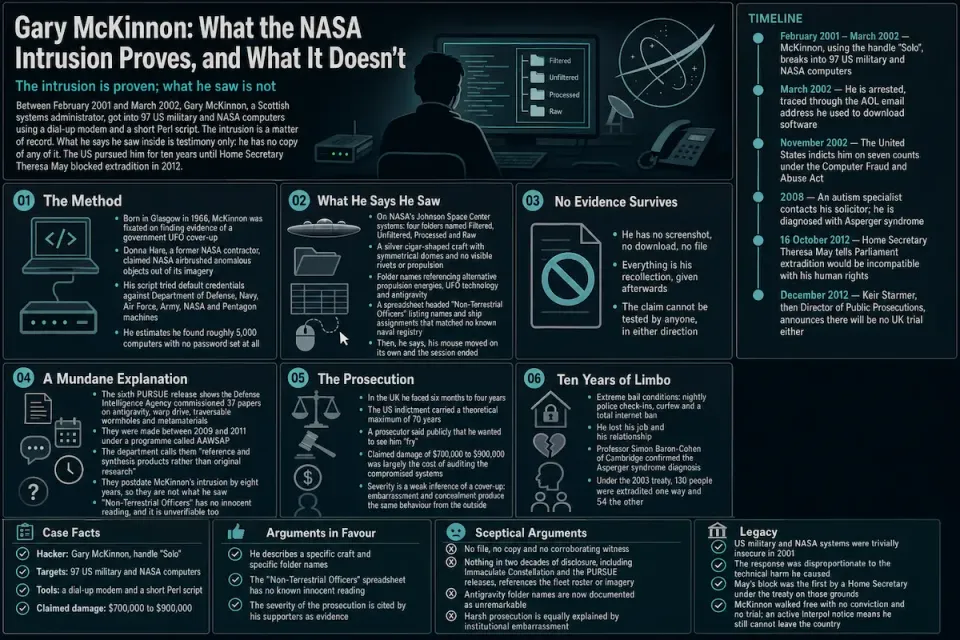 Gary McKinnon: What the NASA
Intrusion Proves, and What It Doesn't
The intrusion is proven; what he saw is not
Between February 2001 and March 2002, Gary McKinnon, a Scottish
systems administrator, got into 97 US military and NASA computers
using a dial-up modem and a short Perl script. The intrusion is a matter
of record. What he says he saw inside is testimony only: he has no copy
of any of it. The US pursued him for ten years until Home Secretary
Theresa May blocked extradition in 2012.
Filtered
Unfiltered
Processed
Raw
TIMELINE
February 2001 – March 2002 —
McKinnon, using the handle "Solo",
breaks into 97 US military and
NASA computers
March 2002 — He is arrested,
traced through the AOL email
address he used to download
software
November 2002 — The United
States indicts him on seven counts
under the Computer Fraud and
Abuse Act
2008 — An autism specialist
contacts his solicitor; he is
diagnosed with Asperger syndrome
16 October 2012 — Home Secretary
Theresa May tells Parliament
extradition would be incompatible
with his human rights
December 2012 — Keir Starmer,
then Director of Public Prosecutions,
announces there will be no UK trial
either
01 The Method
</>
• Born in Glasgow in 1966, McKinnon was
fixated on finding evidence of a
government UFO cover-up
• Donna Hare, a former NASA contractor,
claimed NASA airbrushed anomalous
objects out of its imagery
• His script tried default credentials
against Department of Defense, Navy,
Air Force, Army, NASA and Pentagon
machines
• He estimates he found roughly 5,000
computers with no password set at all
02 What He Says He Saw
• On NASA's Johnson Space Center
systems: four folders named Filtered,
Unfiltered, Processed and Raw
• A silver cigar-shaped craft with
symmetrical domes and no visible
rivets or propulsion
• Folder names referencing alternative
propulsion energies, UFO technology
and antigravity
• A spreadsheet headed "Non-Terrestrial
Officers" listing names and ship
assignments that matched no known
naval registry
• Then, he says, his mouse moved on
its own and the session ended
03 No Evidence Survives
• He has no screenshot,
no download, no file
• Everything is his
recollection, given
afterwards
• The claim cannot be
tested by anyone,
in either direction
04 A Mundane Explanation
• The sixth PURSUE release shows the Defense
Intelligence Agency commissioned 37 papers
on antigravity, warp drive, traversable
wormholes and metamaterials
• They were made between 2009 and 2011
under a programme called AAWSAP
• The department calls them "reference and
synthesis products rather than original
research"
• They postdate McKinnon's intrusion by eight
years, so they are not what he saw
• "Non-Terrestrial Officers" has no innocent
reading, and it is unverifiable too
?
05 The Prosecution
• In the UK he faced six months to four years
• The US indictment carried a theoretical
maximum of 70 years
• A prosecutor said publicly that he wanted
to see him "fry"
• Claimed damage of $700,000 to $900,000
was largely the cost of auditing the
compromised systems
• Severity is a weak inference of a cover-up:
embarrassment and concealment produce
the same behaviour from the outside
$
06 Ten Years of Limbo
• Extreme bail conditions: nightly
police check-ins, curfew and a
total internet ban
• He lost his job and
his relationship
• Professor Simon Baron-Cohen
of Cambridge confirmed the
Asperger syndrome diagnosis
• Under the 2003 treaty, 130 people
were extradited one way and
54 the other
Case Facts
Hacker: Gary McKinnon, handle "Solo"
Targets: 97 US military and NASA computers
Tools: a dial-up modem and a short Perl script
Claimed damage: $700,000 to $900,000
Arguments in Favour
He describes a specific craft and
specific folder names
The "Non-Terrestrial Officers" spreadsheet
has no known innocent reading
The severity of the prosecution is cited by
his supporters as evidence
Sceptical Arguments
No file, no copy and no corroborating witness
Nothing in two decades of disclosure, including
Immaculate Constellation and the PURSUE
releases, references the fleet roster or imagery
Antigravity folder names are now documented
as unremarkable
Harsh prosecution is equally explained by
institutional embarrassment
Legacy
US military and NASA systems were trivially
insecure in 2001
The response was disproportionate to the
technical harm he caused
May's block was the first by a Home Secretary
under the treaty on those grounds
McKinnon walked free with no conviction and
no trial; an active Interpol notice means he
still cannot leave the country